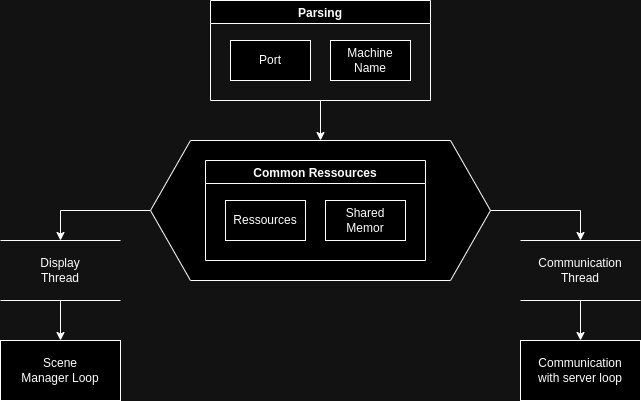 Parsing
Port
Machine
Name
Common Ressources
Ressources
Shared
Memor
Display
Thread
Communication
Thread
Scene
Manager Loop
Communication
with server loop